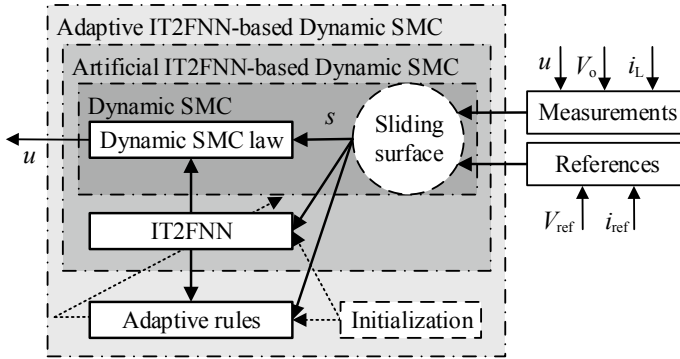 Adaptive IT2FNN-based Dynamic SMC
Artificial IT2FNN-based Dynamic SMC
Dynamic SMC
Dynamic SMC law
s
Sliding
surface
u
u
Vo
iL
Measurements
References
Vref
iref
IT2FNN
Adaptive rules
Initialization